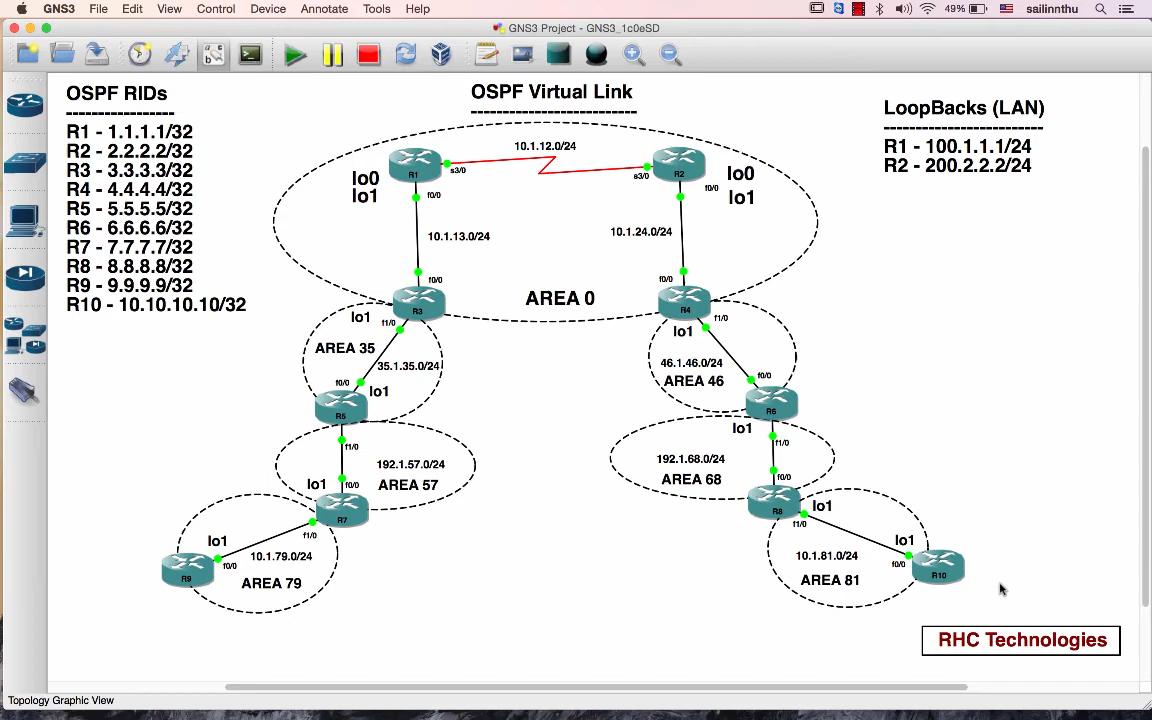 GNS3 File Edit View Control Device Annotate Tools Help 49% sailinnthu
GNS3 Project - GNS3_1c0eSD
OSPF RIDs
-----------------
R1 - 1.1.1.1/32
R2 - 2.2.2.2/32
R3 - 3.3.3.3/32
R4 - 4.4.4.4/32
R5 - 5.5.5.5/32
R6 - 6.6.6.6/32
R7 - 7.7.7.7/32
R8 - 8.8.8.8/32
R9 - 9.9.9.9/32
R10 - 10.10.10.10/32
OSPF Virtual Link
--------------------------
LoopBacks (LAN)
-------------------------
R1 - 100.1.1.1/24
R2 - 200.2.2.2/24
10.1.12.0/24
R1
s3/0
s3/0
R2
lo0
lo1
f0/0
f0/0
lo0
lo1
10.1.13.0/24
10.1.24.0/24
f0/0
f0/0
AREA 0
R3
R4
lo1
f1/0
f1/0
lo1
AREA 35
35.1.35.0/24
46.1.46.0/24
AREA 46
f0/0
lo1
f0/0
R5
R6
lo1
f1/0
f1/0
192.1.57.0/24
AREA 57
192.1.68.0/24
AREA 68
lo1
f0/0
f0/0
R7
R8
lo1
f1/0
f1/0
lo1
lo1
10.1.79.0/24
10.1.81.0/24
f0/0
f0/0
R9
R10
AREA 79
AREA 81
RHC Technologies
Topology Graphic View